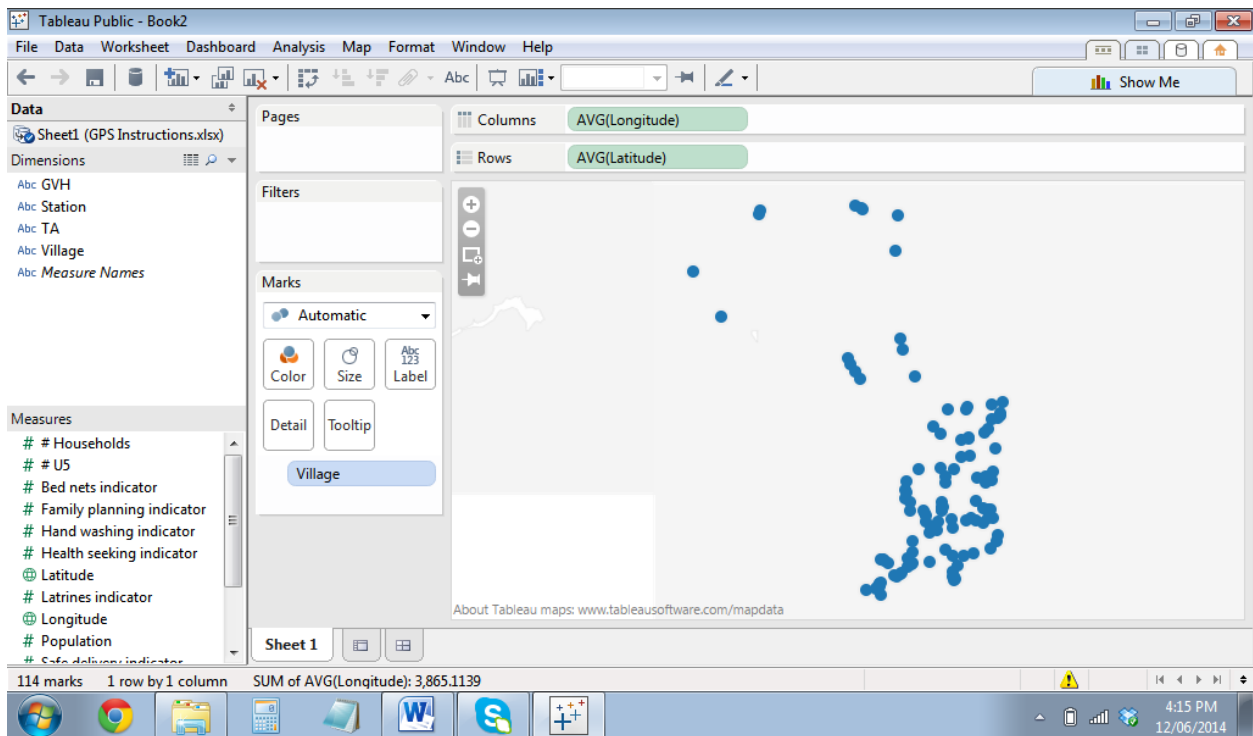 Tableau Public - Book2
File Data Worksheet Dashboard Analysis Map Format Window Help
Abc
Show Me
Data
Sheet1 (GPS Instructions.xlsx)
Dimensions
Abc GVH
Abc Station
Abc TA
Abc Village
Abc Measure Names
Measures
# # Households
# # U5
# Bed nets indicator
# Family planning indicator
# Hand washing indicator
# Health seeking indicator
Latitude
# Latrines indicator
Longitude
# Population
# Safe delivery indicator
Pages
Filters
Marks
Automatic
Color
Size
Abc
123
Label
Detail
Tooltip
Village
Columns AVG(Longitude)
Rows AVG(Latitude)
About Tableau maps: www.tableausoftware.com/mapdata
Sheet 1
114 marks 1 row by 1 column SUM of AVG(Longitude): 3,865.1139
4:15 PM
12/06/2014